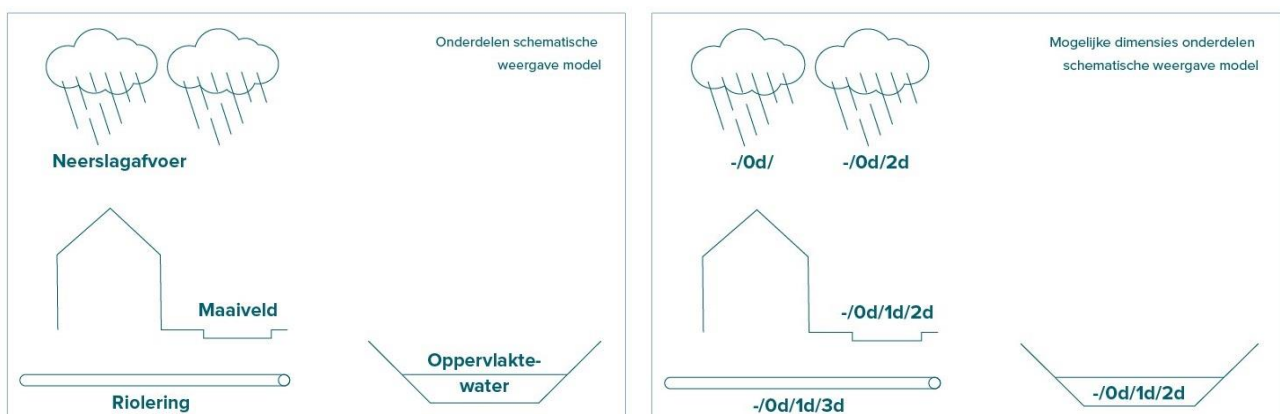 Onderdelen schematische
weergave model
Neerslagafvoer
Maaiveld
Oppervlakte-
water
Riolering
Mogelijke dimensies onderdelen
schematische weergave model
-/0d/
-/0d/2d
-/0d/1d/2d
-/0d/1d/2d
-/0d/1d/3d